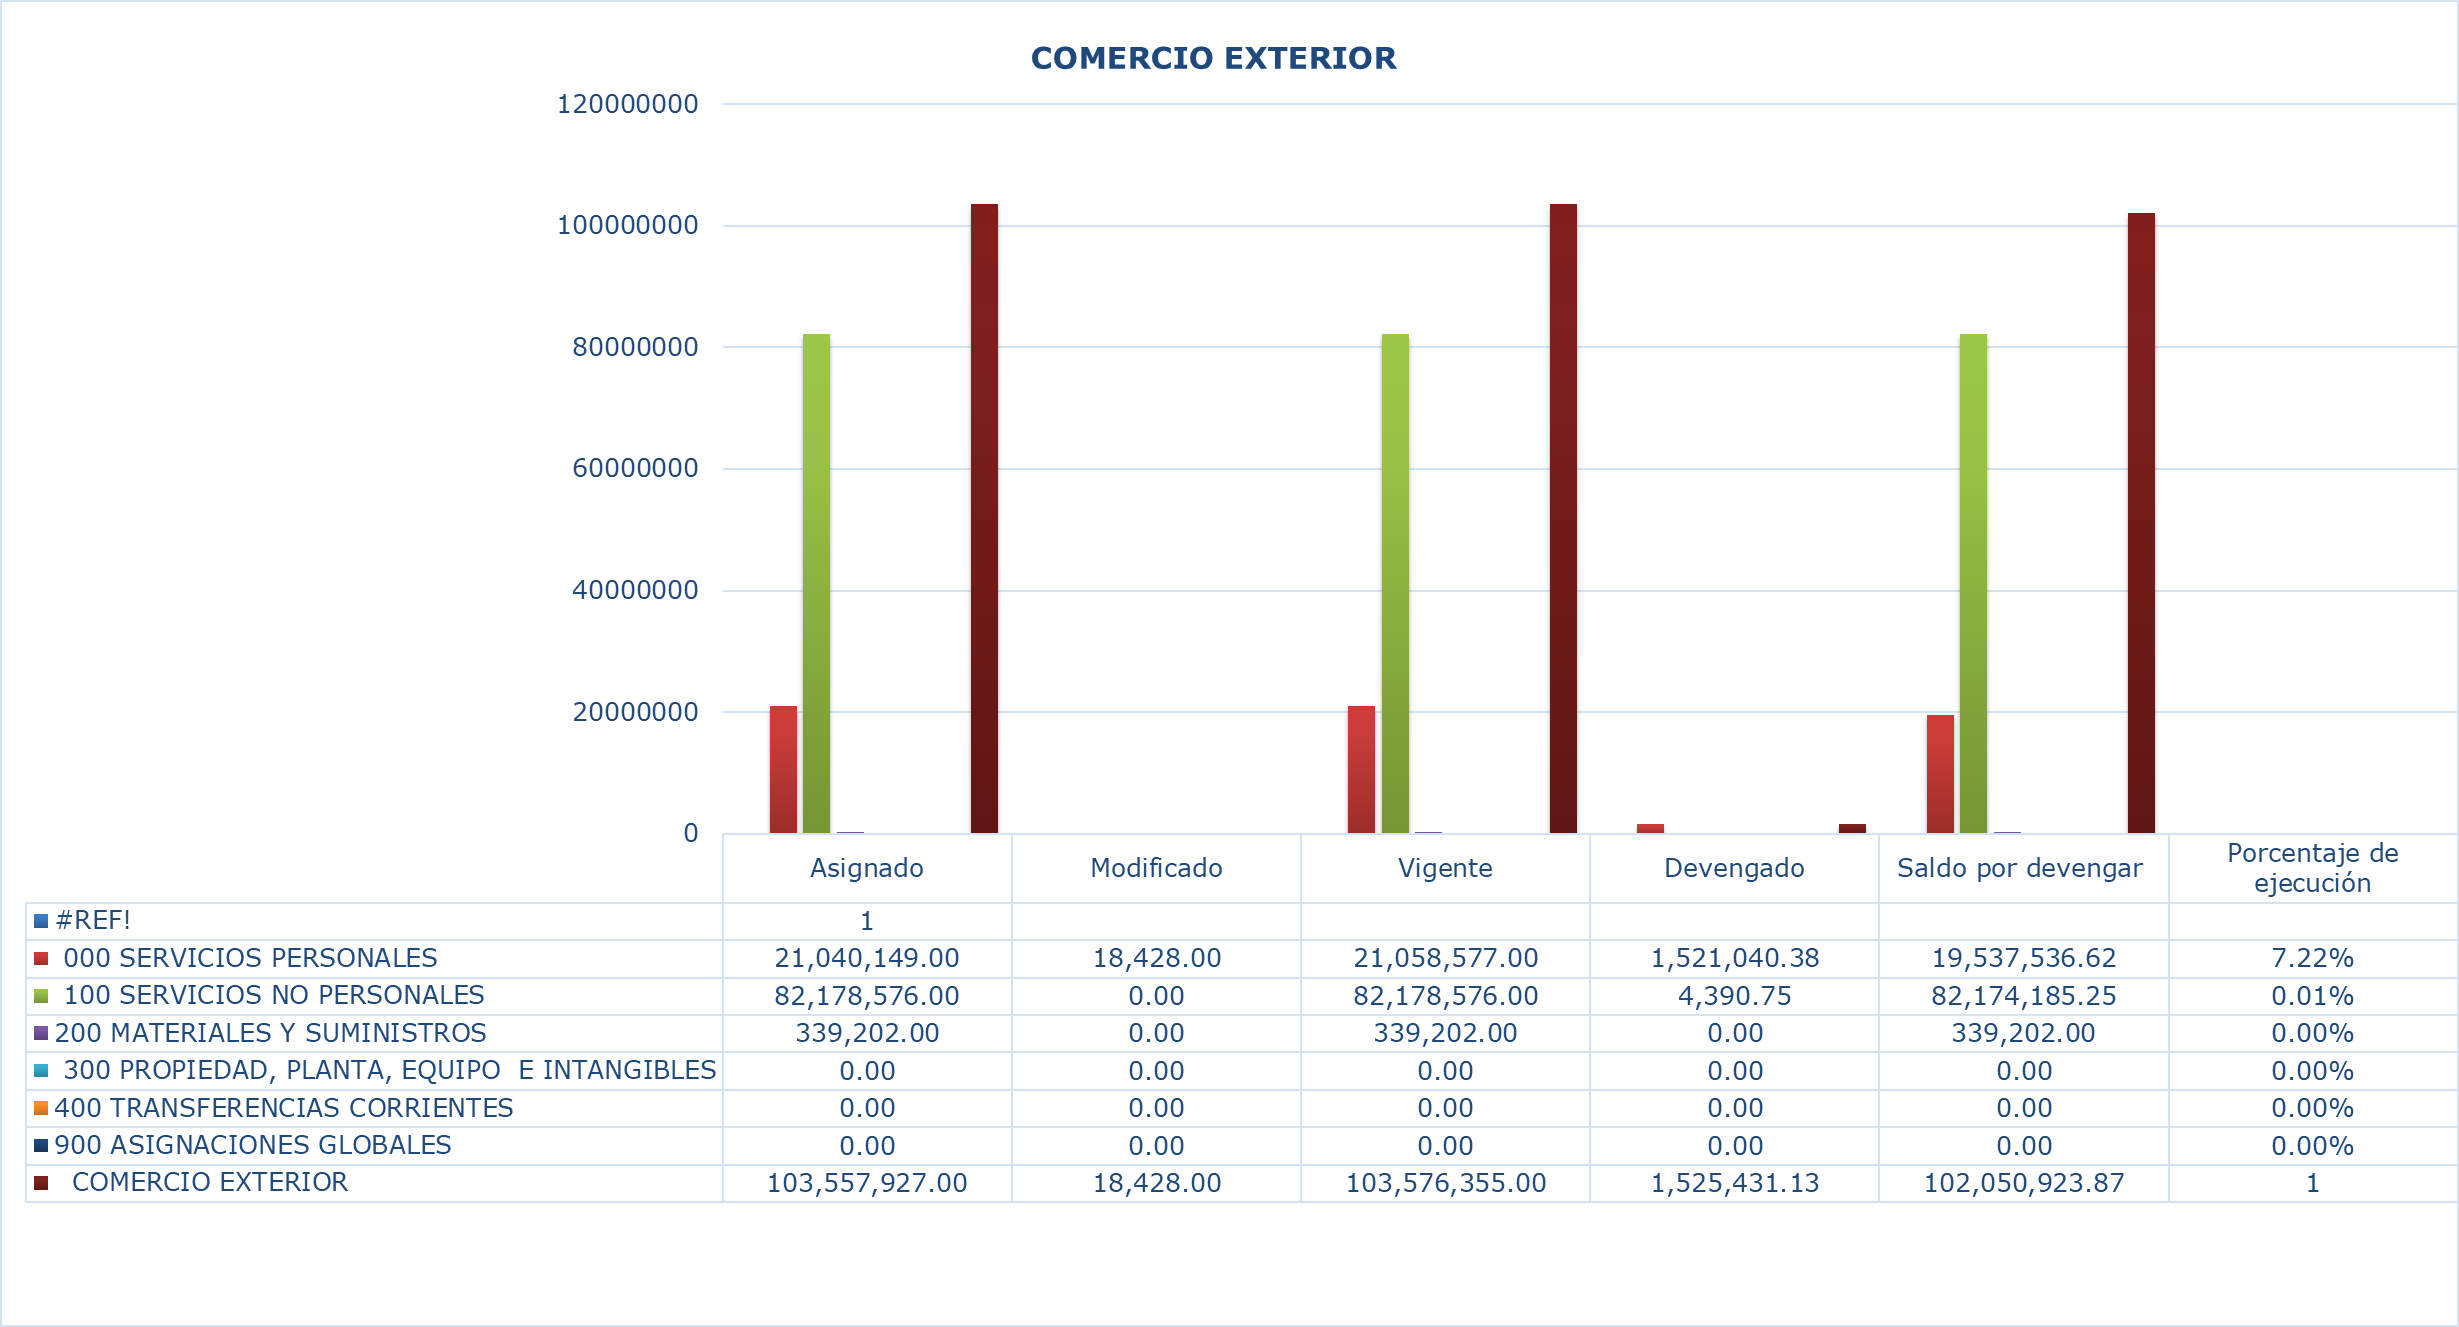 COMERCIO EXTERIOR
120000000
100000000
80000000
60000000
40000000
20000000
0
Asignado Modificado Vigente Devengado Saldo por devengar Porcentaje de ejecución
#REF! 1
000 SERVICIOS PERSONALES 21,040,149.00 18,428.00 21,058,577.00 1,521,040.38 19,537,536.62 7.22%
100 SERVICIOS NO PERSONALES 82,178,576.00 0.00 82,178,576.00 4,390.75 82,174,185.25 0.01%
200 MATERIALES Y SUMINISTROS 339,202.00 0.00 339,202.00 0.00 339,202.00 0.00%
300 PROPIEDAD, PLANTA, EQUIPO E INTANGIBLES 0.00 0.00 0.00 0.00 0.00 0.00%
400 TRANSFERENCIAS CORRIENTES 0.00 0.00 0.00 0.00 0.00 0.00%
900 ASIGNACIONES GLOBALES 0.00 0.00 0.00 0.00 0.00 0.00%
COMERCIO EXTERIOR 103,557,927.00 18,428.00 103,576,355.00 1,525,431.13 102,050,923.87 1